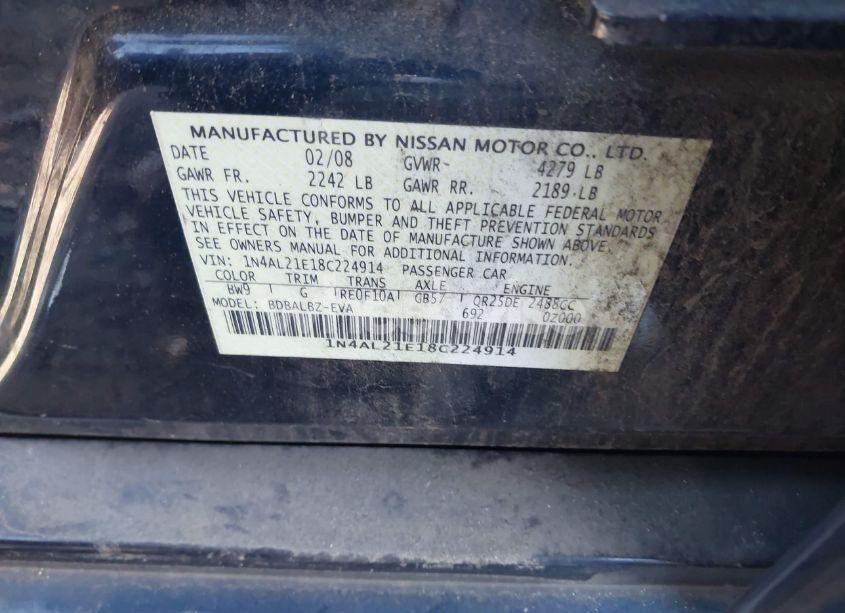 MANUFACTURED BY NISSAN MOTOR CO., LTD.
DATE 02/08 GVWR 4279 LB
GAWR FR. 2242 LB GAWR RR. 2189 LB
THIS VEHICLE CONFORMS TO ALL APPLICABLE FEDERAL MOTOR
VEHICLE SAFETY, BUMPER AND THEFT PREVENTION STANDARDS
IN EFFECT ON THE DATE OF MANUFACTURE SHOWN ABOVE.
SEE OWNERS MANUAL FOR ADDITIONAL INFORMATION.
VIN: 1N4AL21E18C224914 PASSENGER CAR
COLOR TRIM TRANS AXLE ENGINE
BW9 G RE0F10A GB57 QR25DE 2488CC
MODEL: BDBALBZ-EVA 692 0Z000
1N4AL21E18C224914